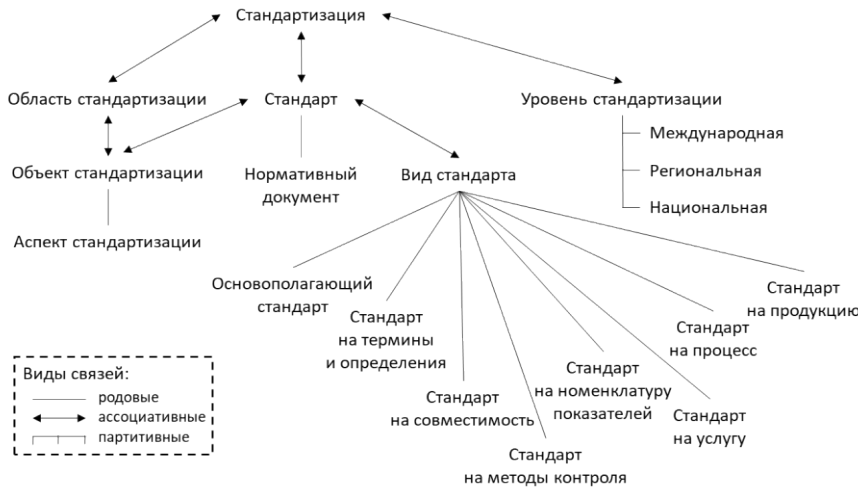 Стандартизация
Область стандартизации
Стандарт
Уровень стандартизации
Международная
Региональная
Национальная
Объект стандартизации
Нормативный
документ
Вид стандарта
Аспект стандартизации
Основополагающий
стандарт
Стандарт
на термины
и определения
Стандарт
на совместимость
Стандарт
на методы контроля
Стандарт
на номенклатуру
показателей
Стандарт
на услугу
Стандарт
на процесс
Стандарт
на продукцию
Виды связей:
родовые
ассоциативные
партитивные